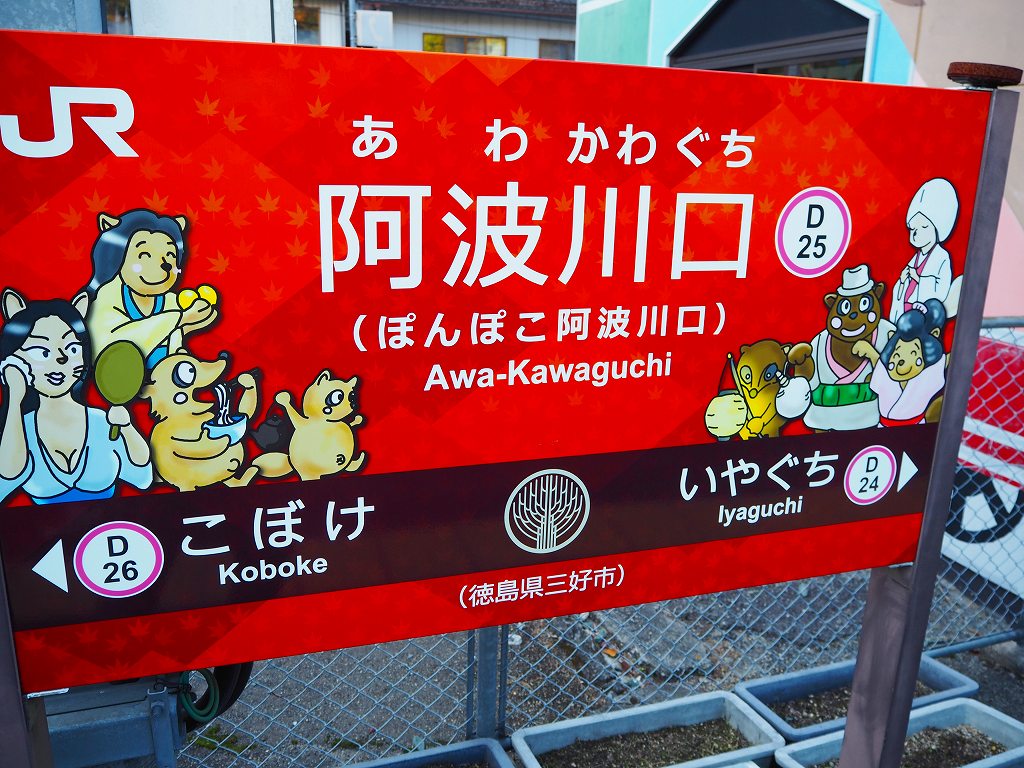 JR
あ わ かわぐち
阿波川口
D
25
（ぽんぽこ阿波川口）
Awa-Kawaguchi
D
26
こぼけ
Koboke
いやぐち
Iyaguchi
D
24
（徳島県三好市）